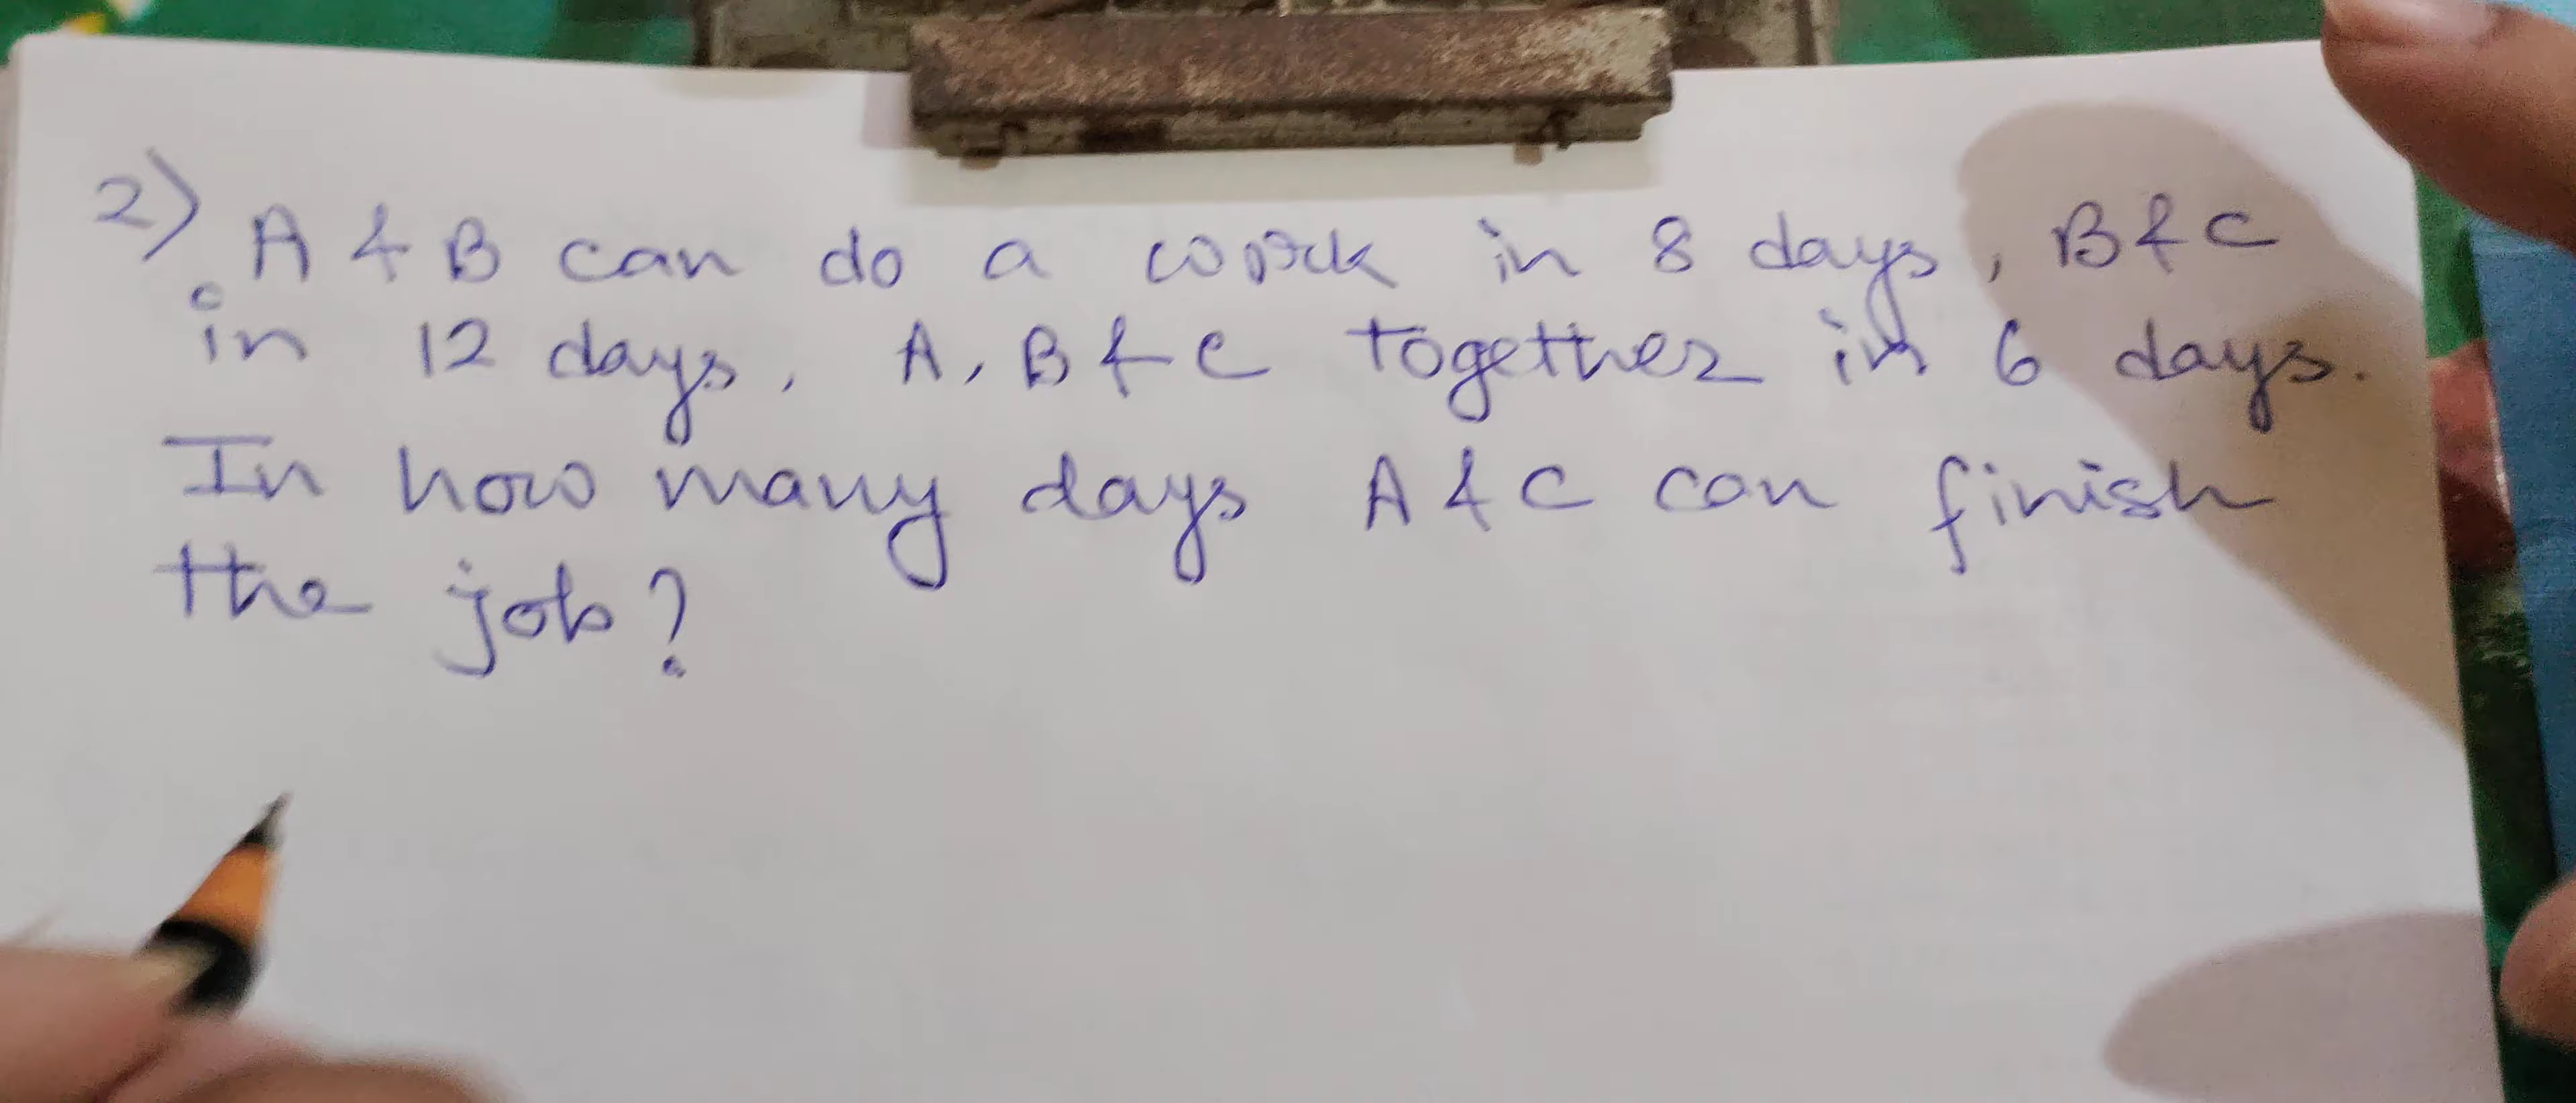 2) A & B can do a work in 8 days, B & C
in 12 days. A, B & C together in 6 days.
In how many days A & C can finish
the job?